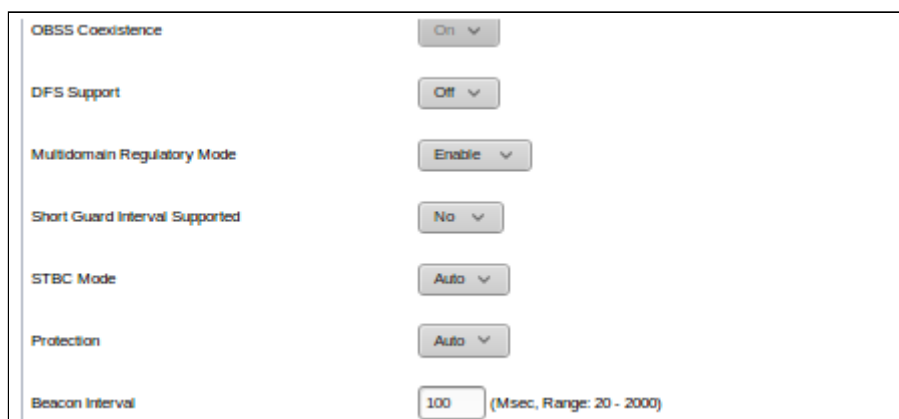 OBSS Coexistence On
DFS Support Off
Multidomain Regulatory Mode Enable
Short Guard Interval Supported No
STBC Mode Auto
Protection Auto
Beacon Interval 100 (Msec, Range: 20 - 2000)